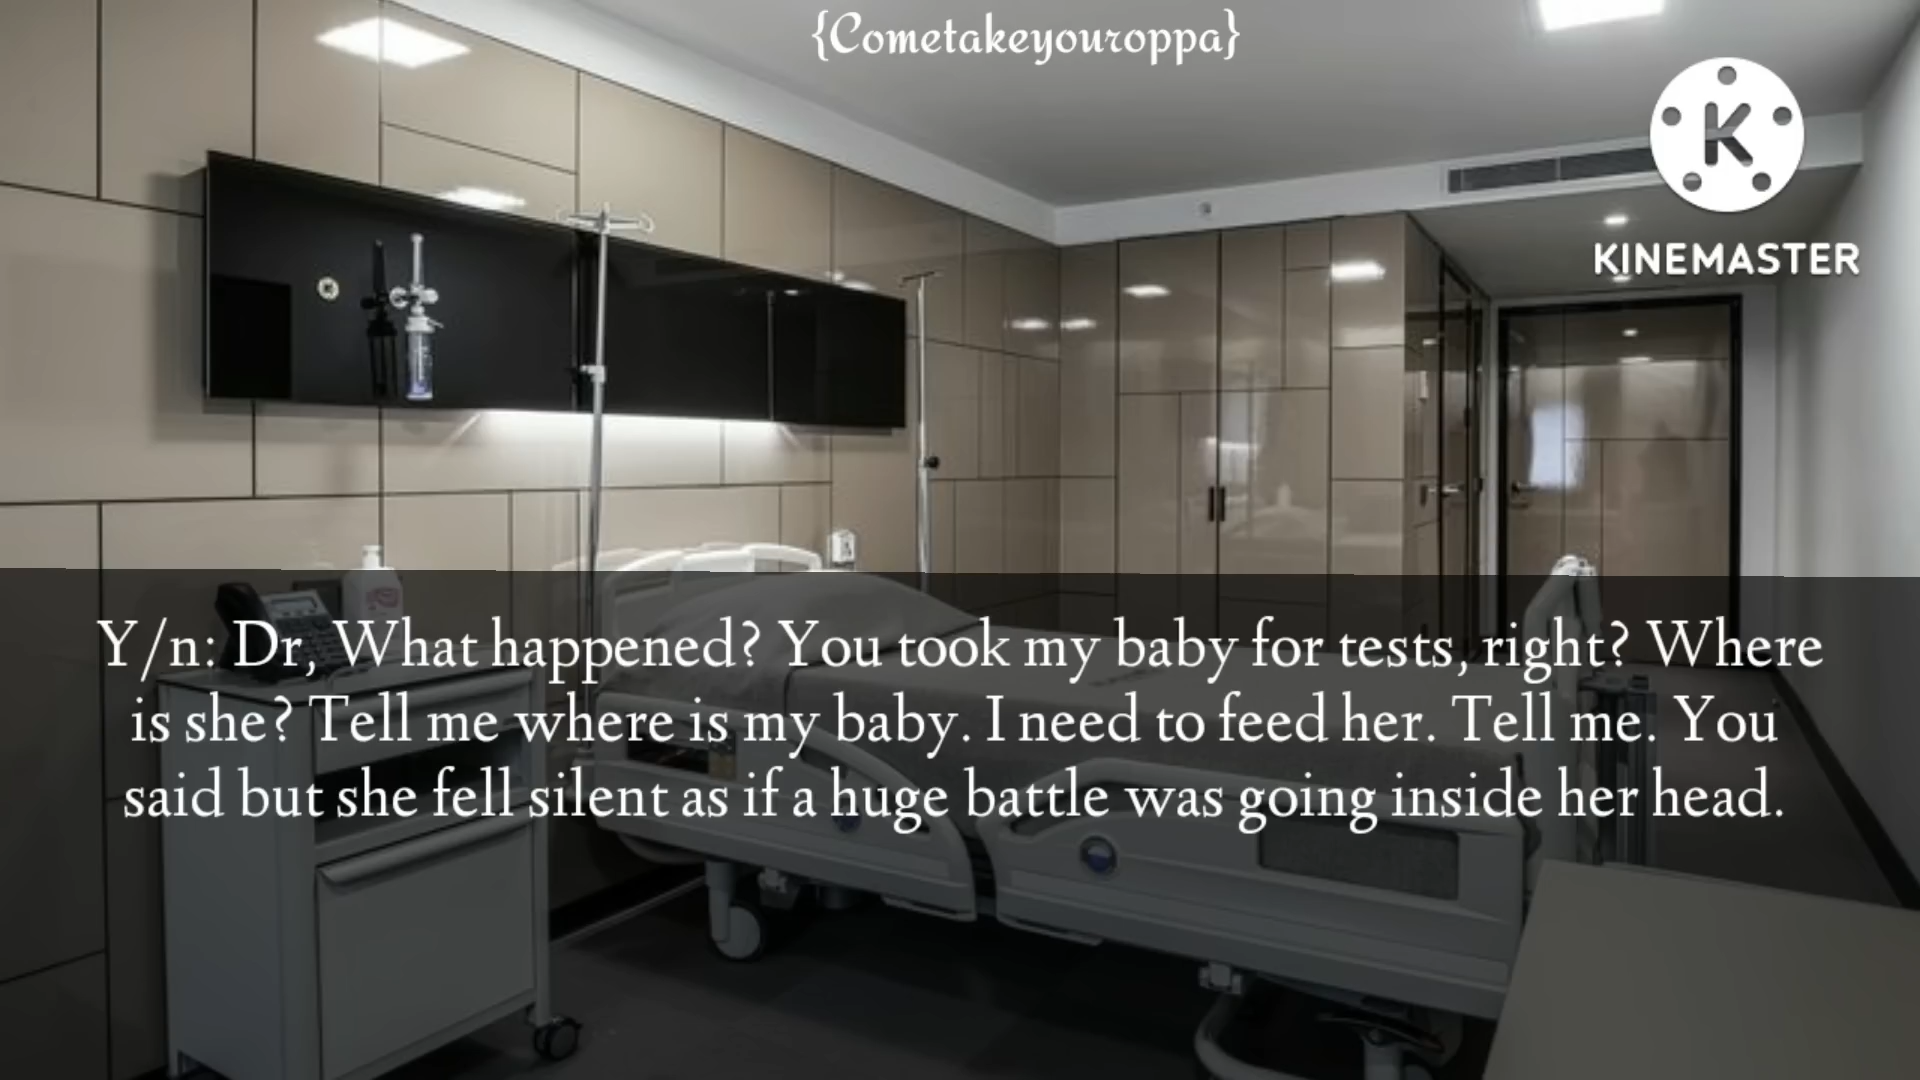 {Cometakeyouroppa}
K
KINEMASTER
Y/n: Dr, What happened? You took my baby for tests, right? Where
is she? Tell me where is my baby. I need to feed her. Tell me. You
said but she fell silent as if a huge battle was going inside her head.